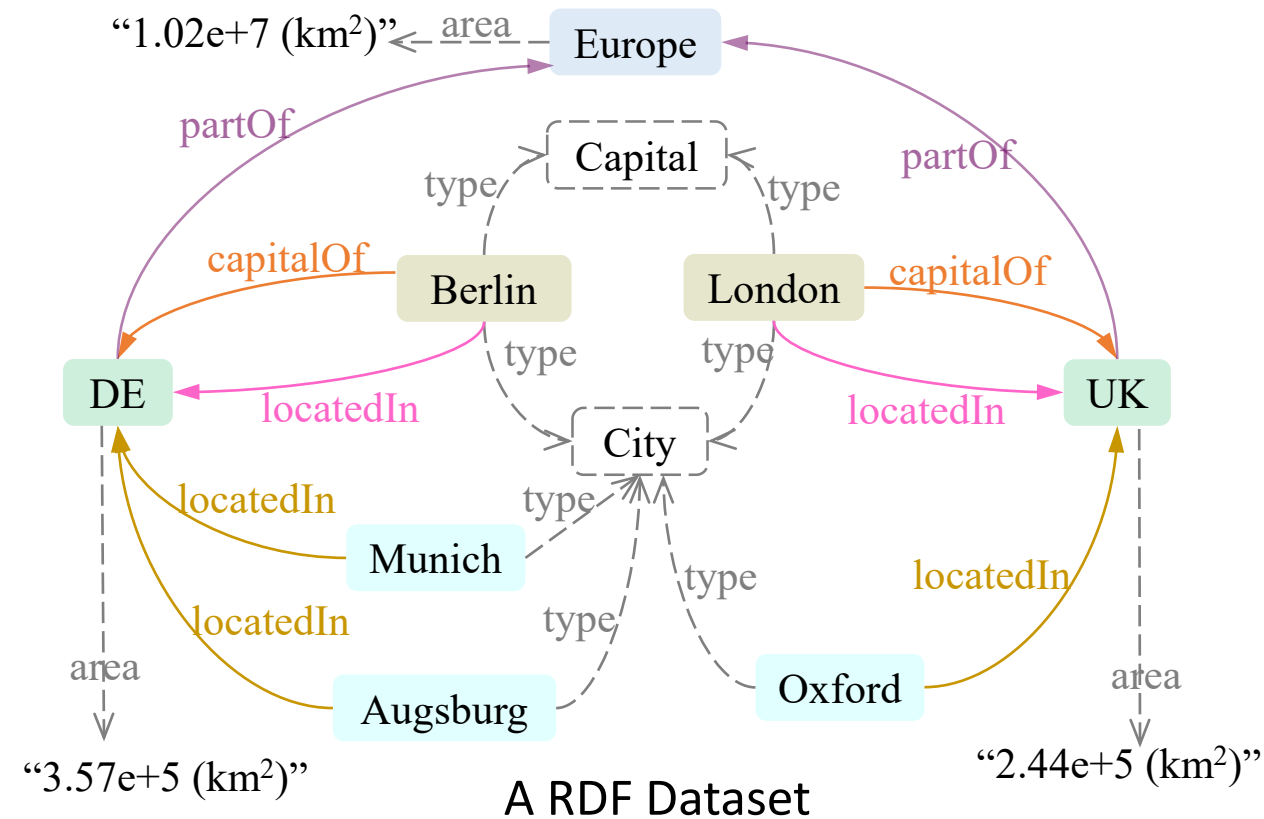 “1.02e+7 (km²)”
area
Europe
partOf
partOf
Capital
type
type
capitalOf
capitalOf
Berlin
London
type
type
DE
UK
locatedIn
locatedIn
City
locatedIn
type
Munich
type
locatedIn
locatedIn
type
area
area
Augsburg
Oxford
“3.57e+5 (km²)”
“2.44e+5 (km²)”
A RDF Dataset